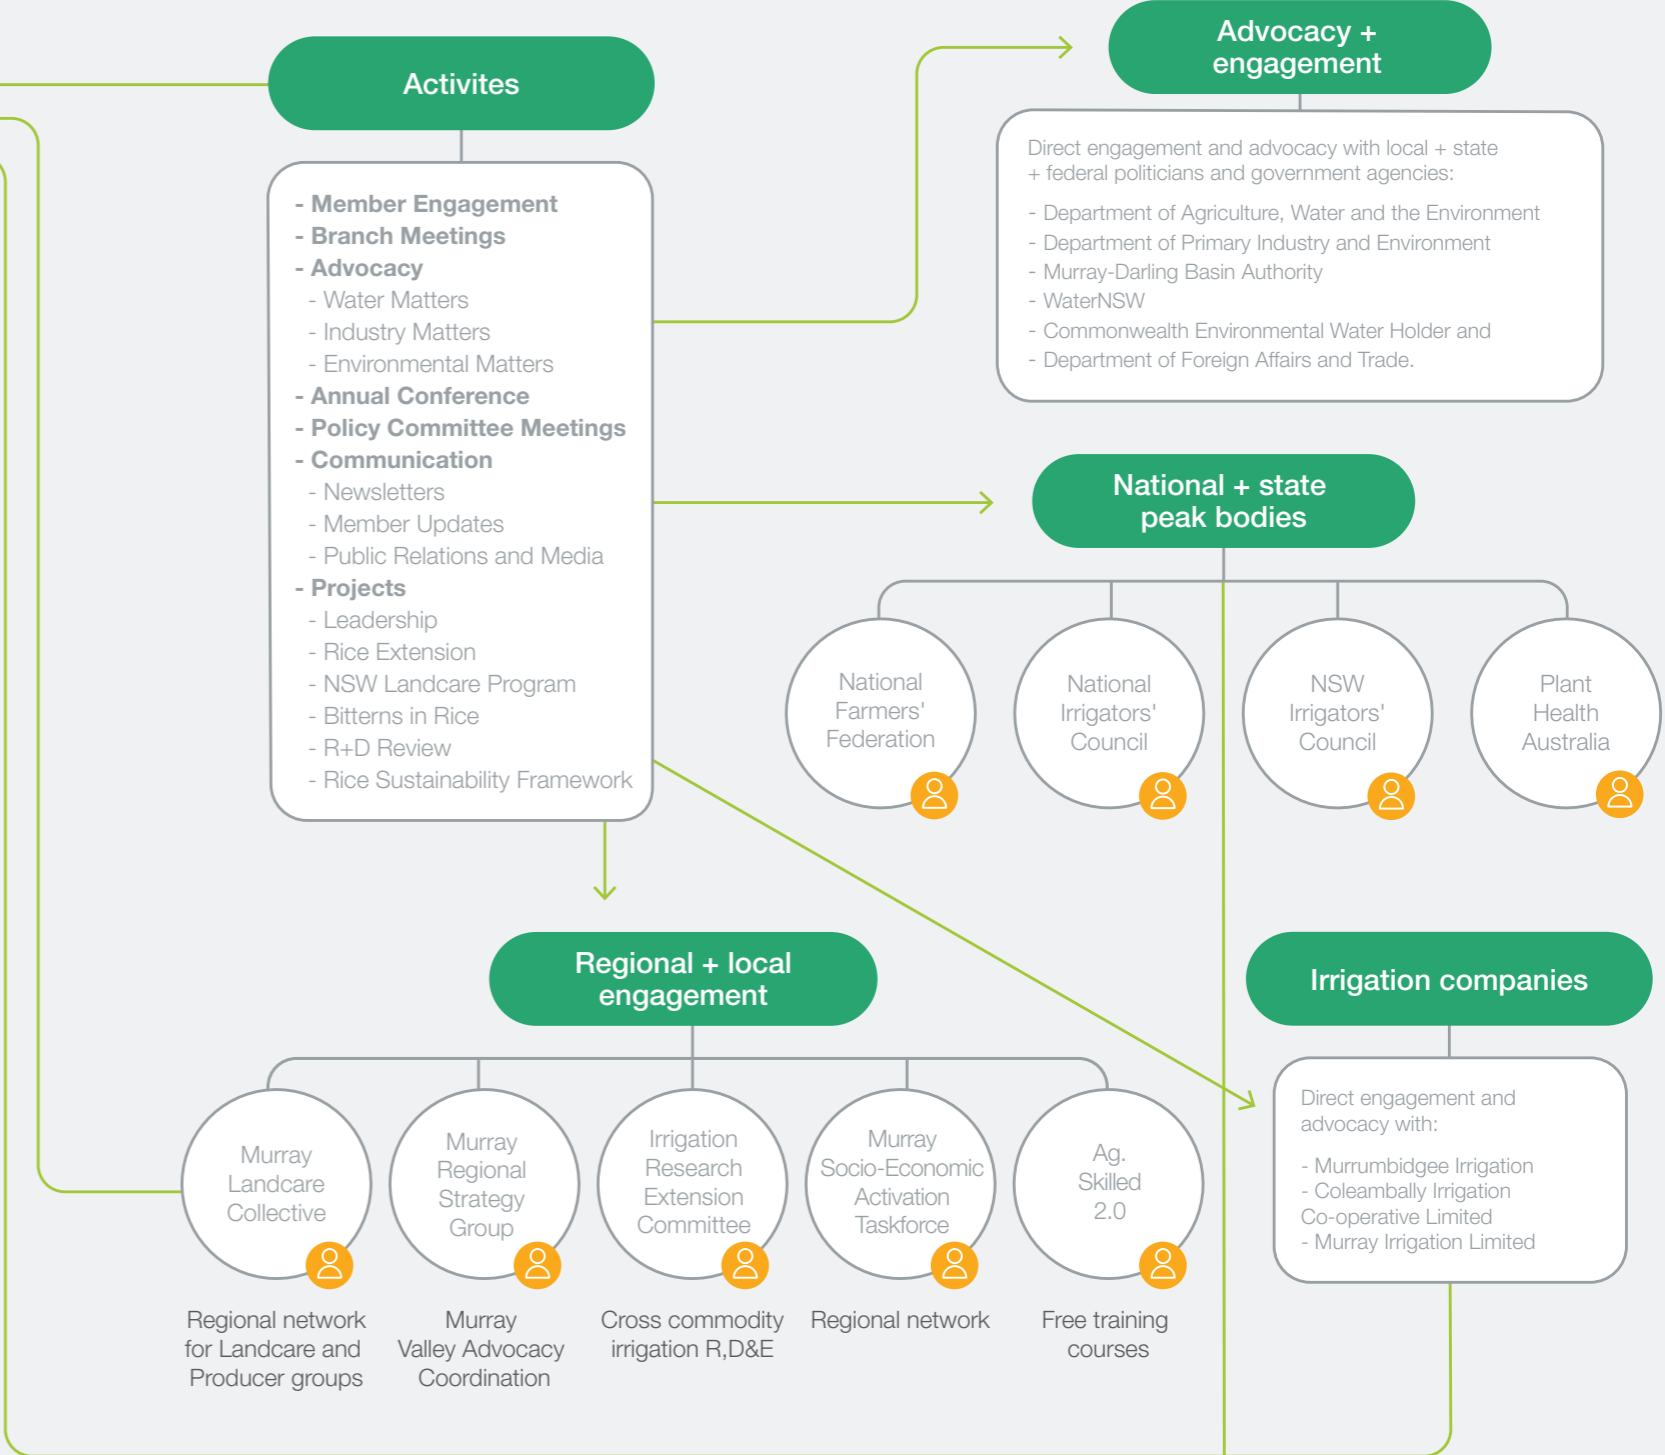 Activites
- Member Engagement
- Branch Meetings
- Advocacy
- Water Matters
- Industry Matters
- Environmental Matters
- Annual Conference
- Policy Committee Meetings
- Communication
- Newsletters
- Member Updates
- Public Relations and Media
- Projects
- Leadership
- Rice Extension
- NSW Landcare Program
- Bitterns in Rice
- R+D Review
- Rice Sustainability Framework
Advocacy +
engagement
Direct engagement and advocacy with local + state
+ federal politicians and government agencies:
- Department of Agriculture, Water and the Environment
- Department of Primary Industry and Environment
- Murray-Darling Basin Authority
- WaterNSW
- Commonwealth Environmental Water Holder and
- Department of Foreign Affairs and Trade.
National + state
peak bodies
National
Farmers'
Federation
National
Irrigators'
Council
NSW
Irrigators'
Council
Plant
Health
Australia
Regional + local
engagement
Murray
Landcare
Collective
Regional network
for Landcare and
Producer groups
Murray
Regional
Strategy
Group
Murray
Valley Advocacy
Coordination
Irrigation
Research
Extension
Committee
Cross commodity
irrigation R,D&E
Murray
Socio-Economic
Activation
Taskforce
Regional network
Ag.
Skilled
2.0
Free training
courses
Irrigation companies
Direct engagement and
advocacy with:
- Murrumbidgee Irrigation
- Coleambally Irrigation
Co-operative Limited
- Murray Irrigation Limited